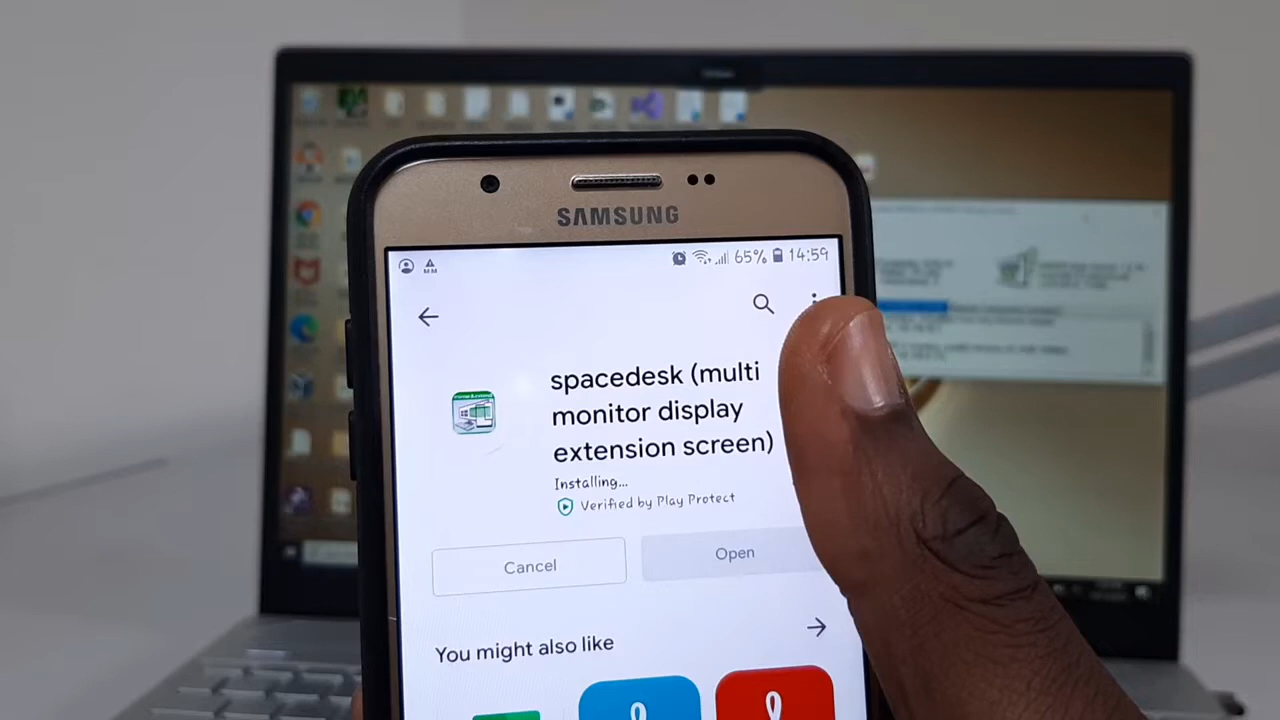 SAMSUNG
65% 14:59
spacedesk (multi
monitor display
extension screen)
Installing...
Verified by Play Protect
Cancel
Open
You might also like